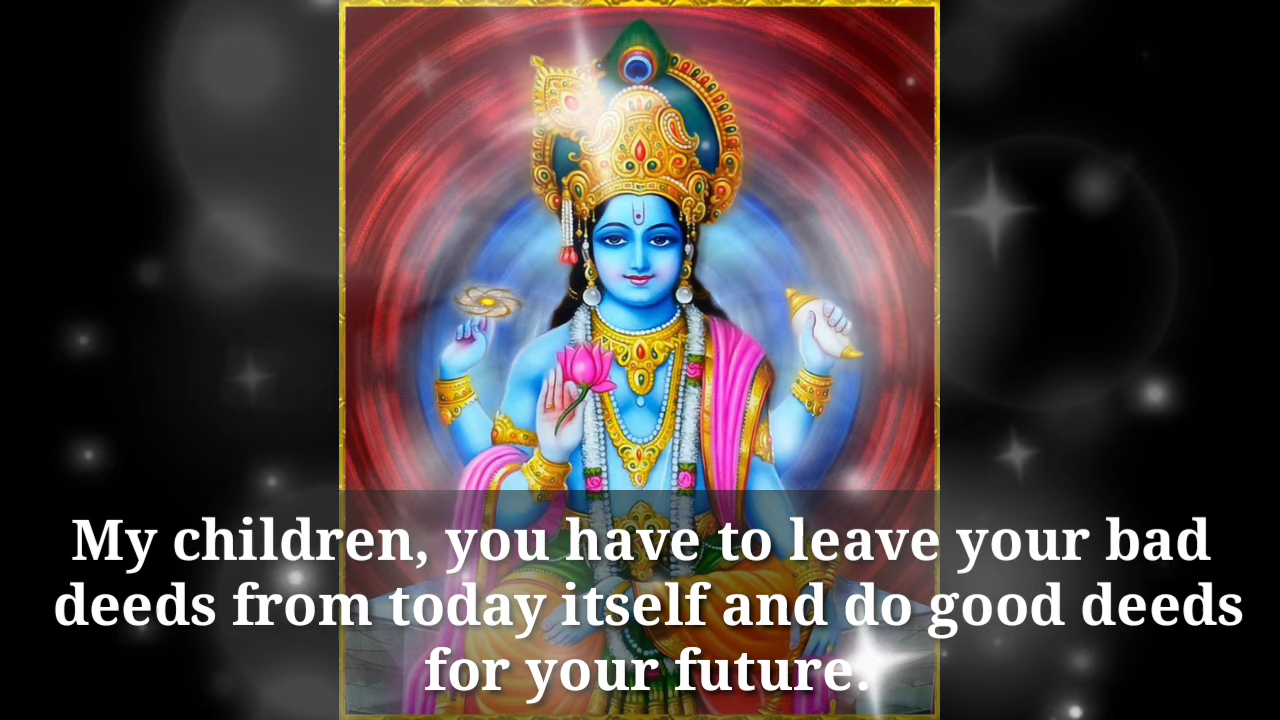 My children, you have to leave your bad
deeds from today itself and do good deeds
for your future.